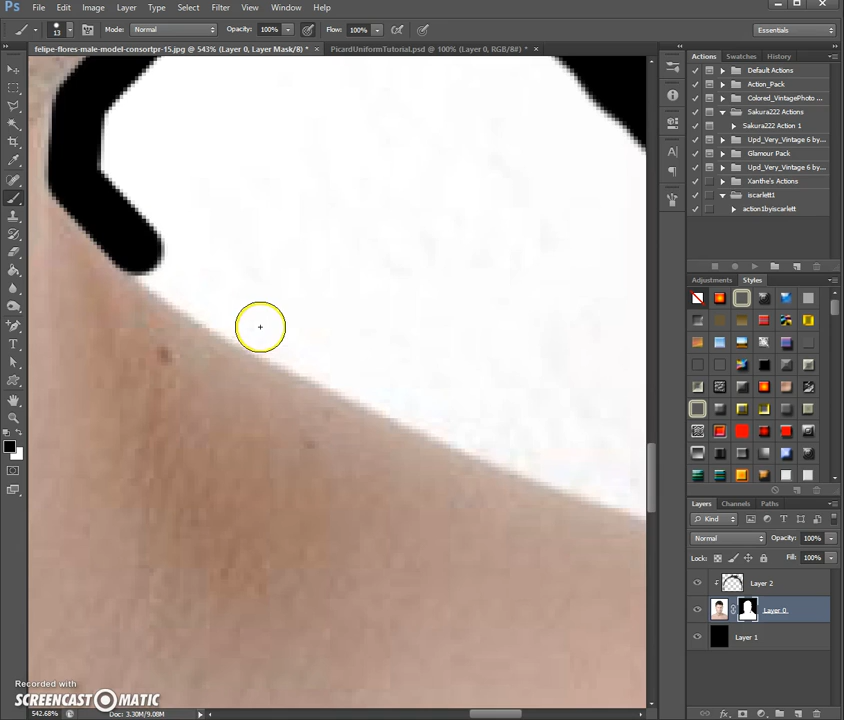 Ps File Edit Image Layer Type Select Filter View Window Help
13 Mode: Normal Opacity: 100% Flow: 100% Essentials
felipe-flores-male-model-consortpr-15.jpg @ 543% (Layer 0, Layer Mask/8) * × PicardUniformTutorial.psd @ 100% (RGB/8#) * ×
Actions Swatches History
Default Actions
Action_Pack
Colored_VintagePhoto ...
Sakura222 Actions
Sakura222 Action 1
Upd_Very_Vintage 6 by...
Glamour Pack
Upd_Very_Vintage 6 by...
Xanthe's Actions
iscarlett1
action1byiscarlett
Adjustments Styles
Layers Channels Paths
Kind
Normal Opacity: 100%
Lock: Fill: 100%
Layer 2
Layer 0
Layer 1
Recorded with
SCREENCAST-O-MATIC
542.68% Doc: 3.30M/9.08M